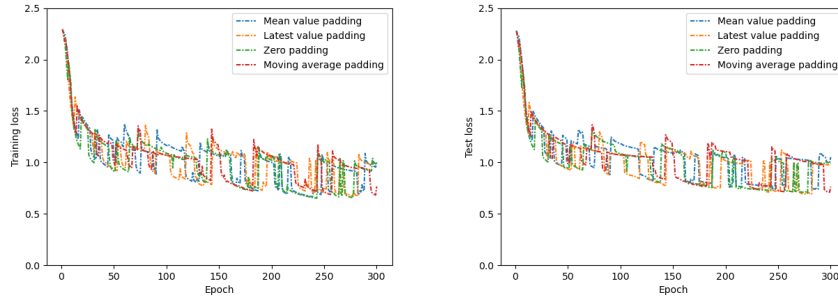 2.5
2.0
1.5
1.0
0.5
0.0
Training loss
0
50
100
150
200
250
300
Epoch
Mean value padding
Latest value padding
Zero padding
Moving average padding
2.5
2.0
1.5
1.0
0.5
0.0
Test loss
0
50
100
150
200
250
300
Epoch
Mean value padding
Latest value padding
Zero padding
Moving average padding